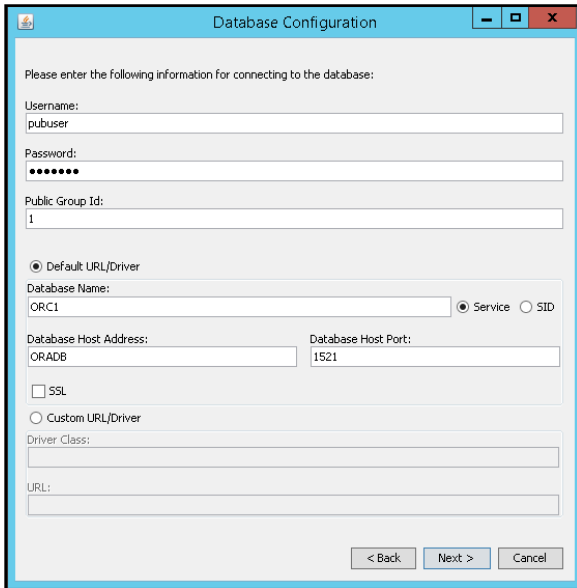 Database Configuration
Please enter the following information for connecting to the database:
Username:
pubuser
Password:
•••••••
Public Group Id:
1
Default URL/Driver
Database Name:
ORC1 Service SID
Database Host Address: Database Host Port:
ORADB 1521
SSL
Custom URL/Driver
Driver Class:
URL:
< Back Next > Cancel